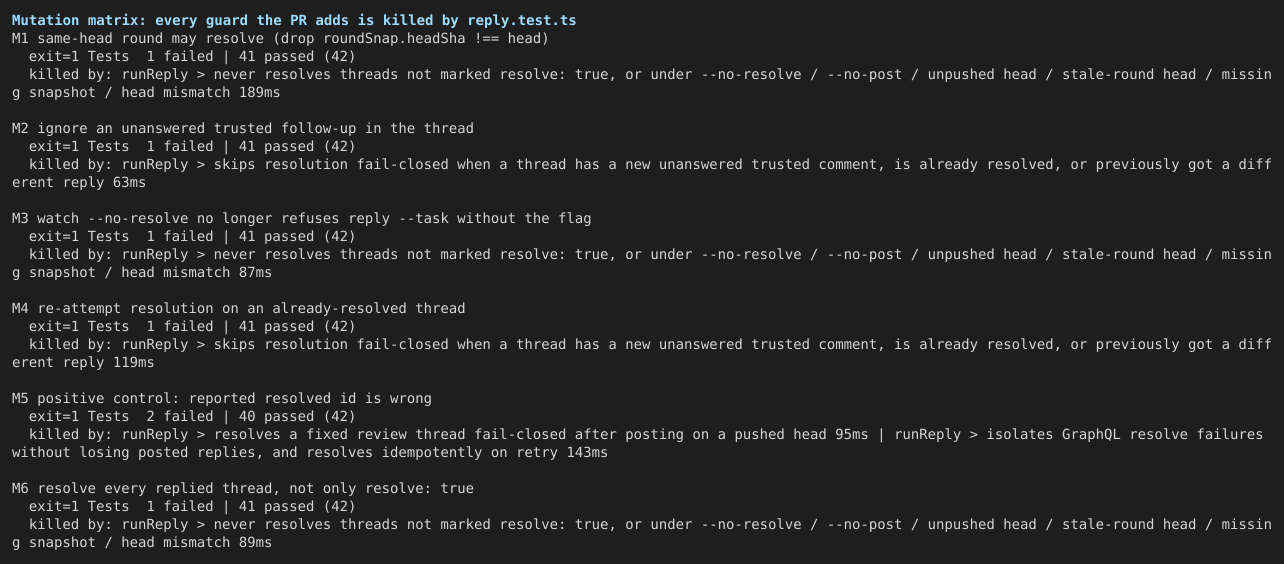 Mutation matrix: every guard the PR adds is killed by reply.test.ts
M1 same-head round may resolve (drop roundSnap.headSha !== head)
  exit=1 Tests  1 failed | 41 passed (42)
  killed by: runReply > never resolves threads not marked resolve: true, or under --no-resolve / --no-post / unpushed head / stale-round head / missin
g snapshot / head mismatch 189ms

M2 ignore an unanswered trusted follow-up in the thread
  exit=1 Tests  1 failed | 41 passed (42)
  killed by: runReply > skips resolution fail-closed when a thread has a new unanswered trusted comment, is already resolved, or previously got a diff
erent reply 63ms

M3 watch --no-resolve no longer refuses reply --task without the flag
  exit=1 Tests  1 failed | 41 passed (42)
  killed by: runReply > never resolves threads not marked resolve: true, or under --no-resolve / --no-post / unpushed head / stale-round head / missin
g snapshot / head mismatch 87ms

M4 re-attempt resolution on an already-resolved thread
  exit=1 Tests  1 failed | 41 passed (42)
  killed by: runReply > skips resolution fail-closed when a thread has a new unanswered trusted comment, is already resolved, or previously got a diff
erent reply 119ms

M5 positive control: reported resolved id is wrong
  exit=1 Tests  2 failed | 40 passed (42)
  killed by: runReply > resolves a fixed review thread fail-closed after posting on a pushed head 95ms | runReply > isolates GraphQL resolve failures
without losing posted replies, and resolves idempotently on retry 143ms

M6 resolve every replied thread, not only resolve: true
  exit=1 Tests  1 failed | 41 passed (42)
  killed by: runReply > never resolves threads not marked resolve: true, or under --no-resolve / --no-post / unpushed head / stale-round head / missin
g snapshot / head mismatch 89ms